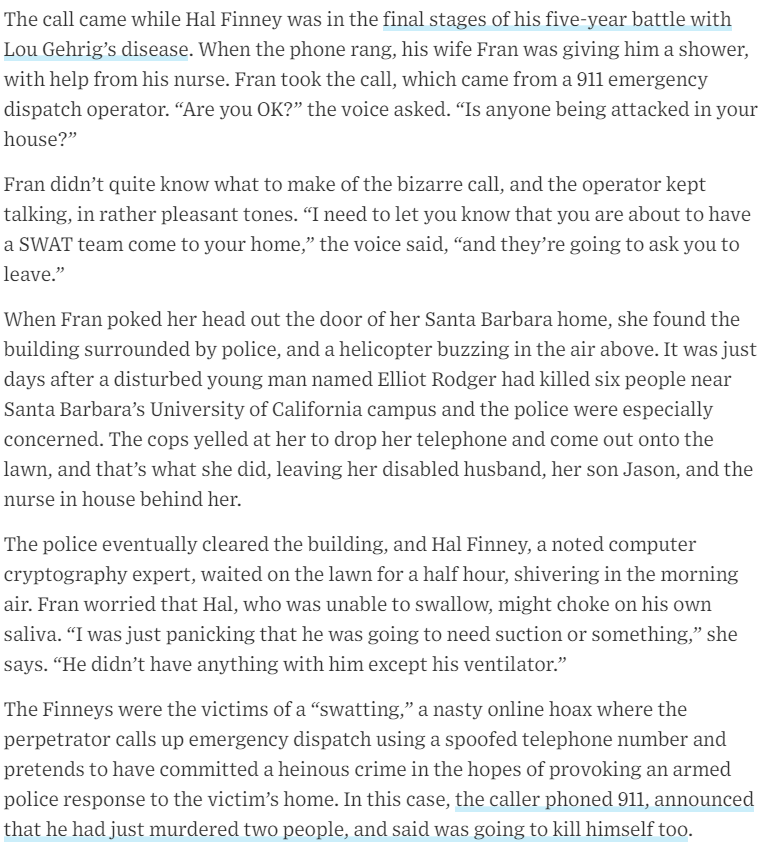 The call came while Hal Finney was in the final stages of his five-year battle with
Lou Gehrig’s disease. When the phone rang, his wife Fran was giving him a shower,
with help from his nurse. Fran took the call, which came from a 911 emergency
dispatch operator. “Are you OK?” the voice asked. “Is anyone being attacked in your
house?”
Fran didn’t quite know what to make of the bizarre call, and the operator kept
talking, in rather pleasant tones. “I need to let you know that you are about to have
a SWAT team come to your home,” the voice said, “and they’re going to ask you to
leave.”
When Fran poked her head out the door of her Santa Barbara home, she found the
building surrounded by police, and a helicopter buzzing in the air above. It was just
days after a disturbed young man named Elliot Rodger had killed six people near
Santa Barbara’s University of California campus and the police were especially
concerned. The cops yelled at her to drop her telephone and come out onto the
lawn, and that’s what she did, leaving her disabled husband, her son Jason, and the
nurse in house behind her.
The police eventually cleared the building, and Hal Finney, a noted computer
cryptography expert, waited on the lawn for a half hour, shivering in the morning
air. Fran worried that Hal, who was unable to swallow, might choke on his own
saliva. “I was just panicking that he was going to need suction or something,” she
says. “He didn’t have anything with him except his ventilator.”
The Finneys were the victims of a “swatting,” a nasty online hoax where the
perpetrator calls up emergency dispatch using a spoofed telephone number and
pretends to have committed a heinous crime in the hopes of provoking an armed
police response to the victim’s home. In this case, the caller phoned 911, announced
that he had just murdered two people, and said was going to kill himself too.